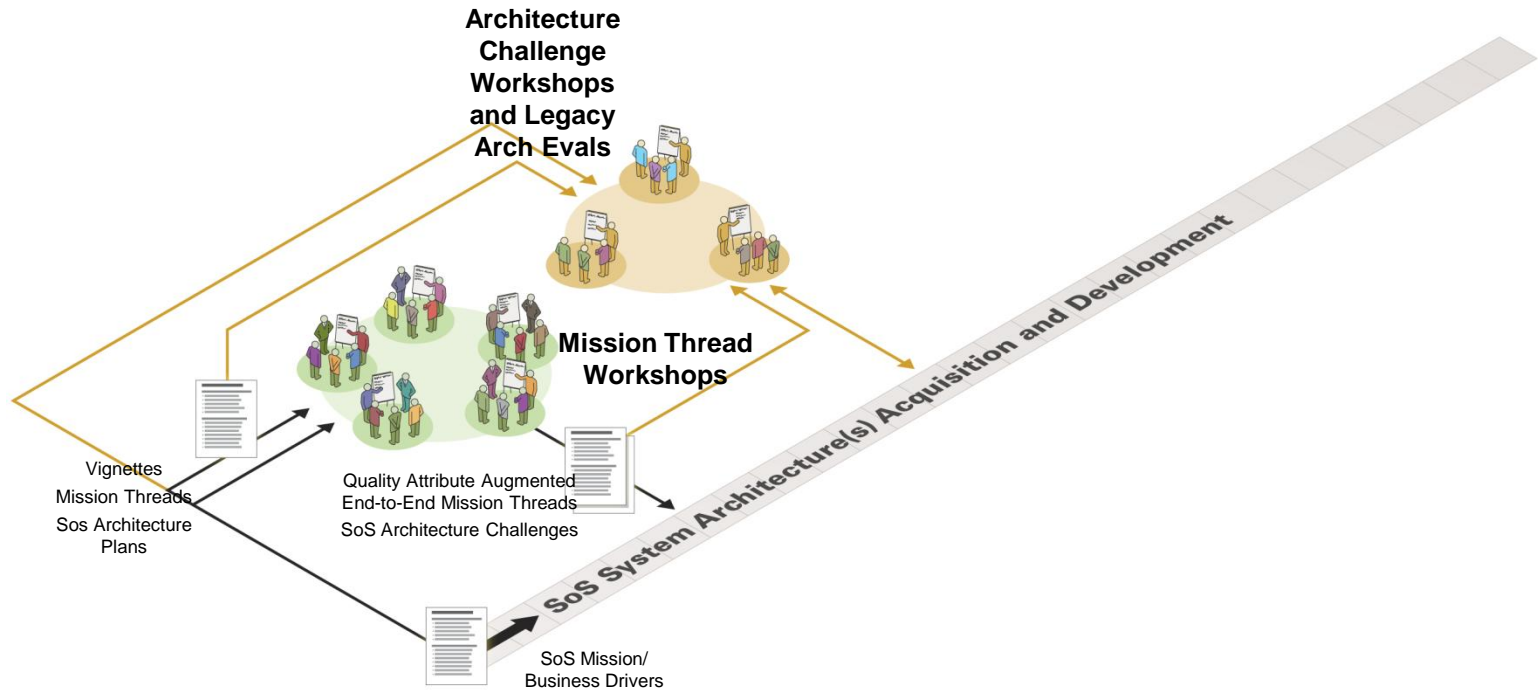 Architecture
Challenge
Workshops
and Legacy
Arch Evals
Mission Thread
Workshops
Vignettes
Mission Threads
Sos Architecture
Plans
Quality Attribute Augmented
End-to-End Mission Threads
SoS Architecture Challenges
SoS System Architecture(s) Acquisition and Development
SoS Mission/
Business Drivers